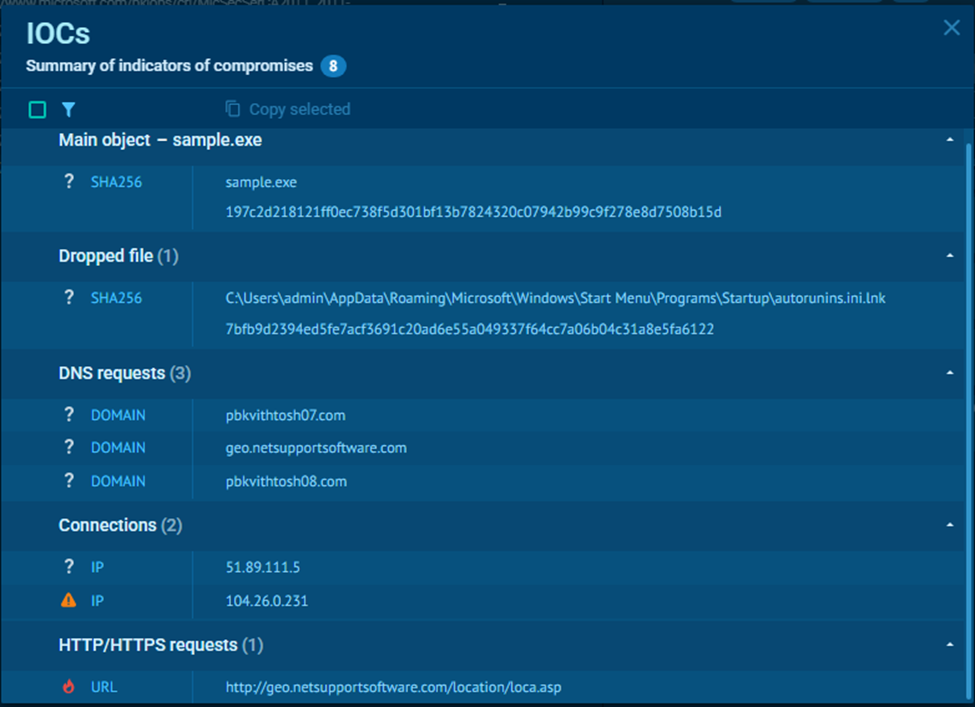 IOCs
Summary of indicators of compromises 8
Copy selected
Main object – sample.exe
? SHA256 sample.exe
197c2d218121ff0ec738f5d301bf13b7824320c07942b99c9f278e8d7508b15d
Dropped file (1)
? SHA256 C:\Users\admin\AppData\Roaming\Microsoft\Windows\Start Menu\Programs\Startup\autorunins.ini.lnk
7bfb9d2394ed5fe7acf3691c20ad6e55a049337f64cc7a06b04c31a8e5fa6122
DNS requests (3)
? DOMAIN pbkvithtosh07.com
? DOMAIN geo.netsupportsoftware.com
? DOMAIN pbkvithtosh08.com
Connections (2)
? IP 51.89.111.5
IP 104.26.0.231
HTTP/HTTPS requests (1)
URL http://geo.netsupportsoftware.com/location/loca.asp